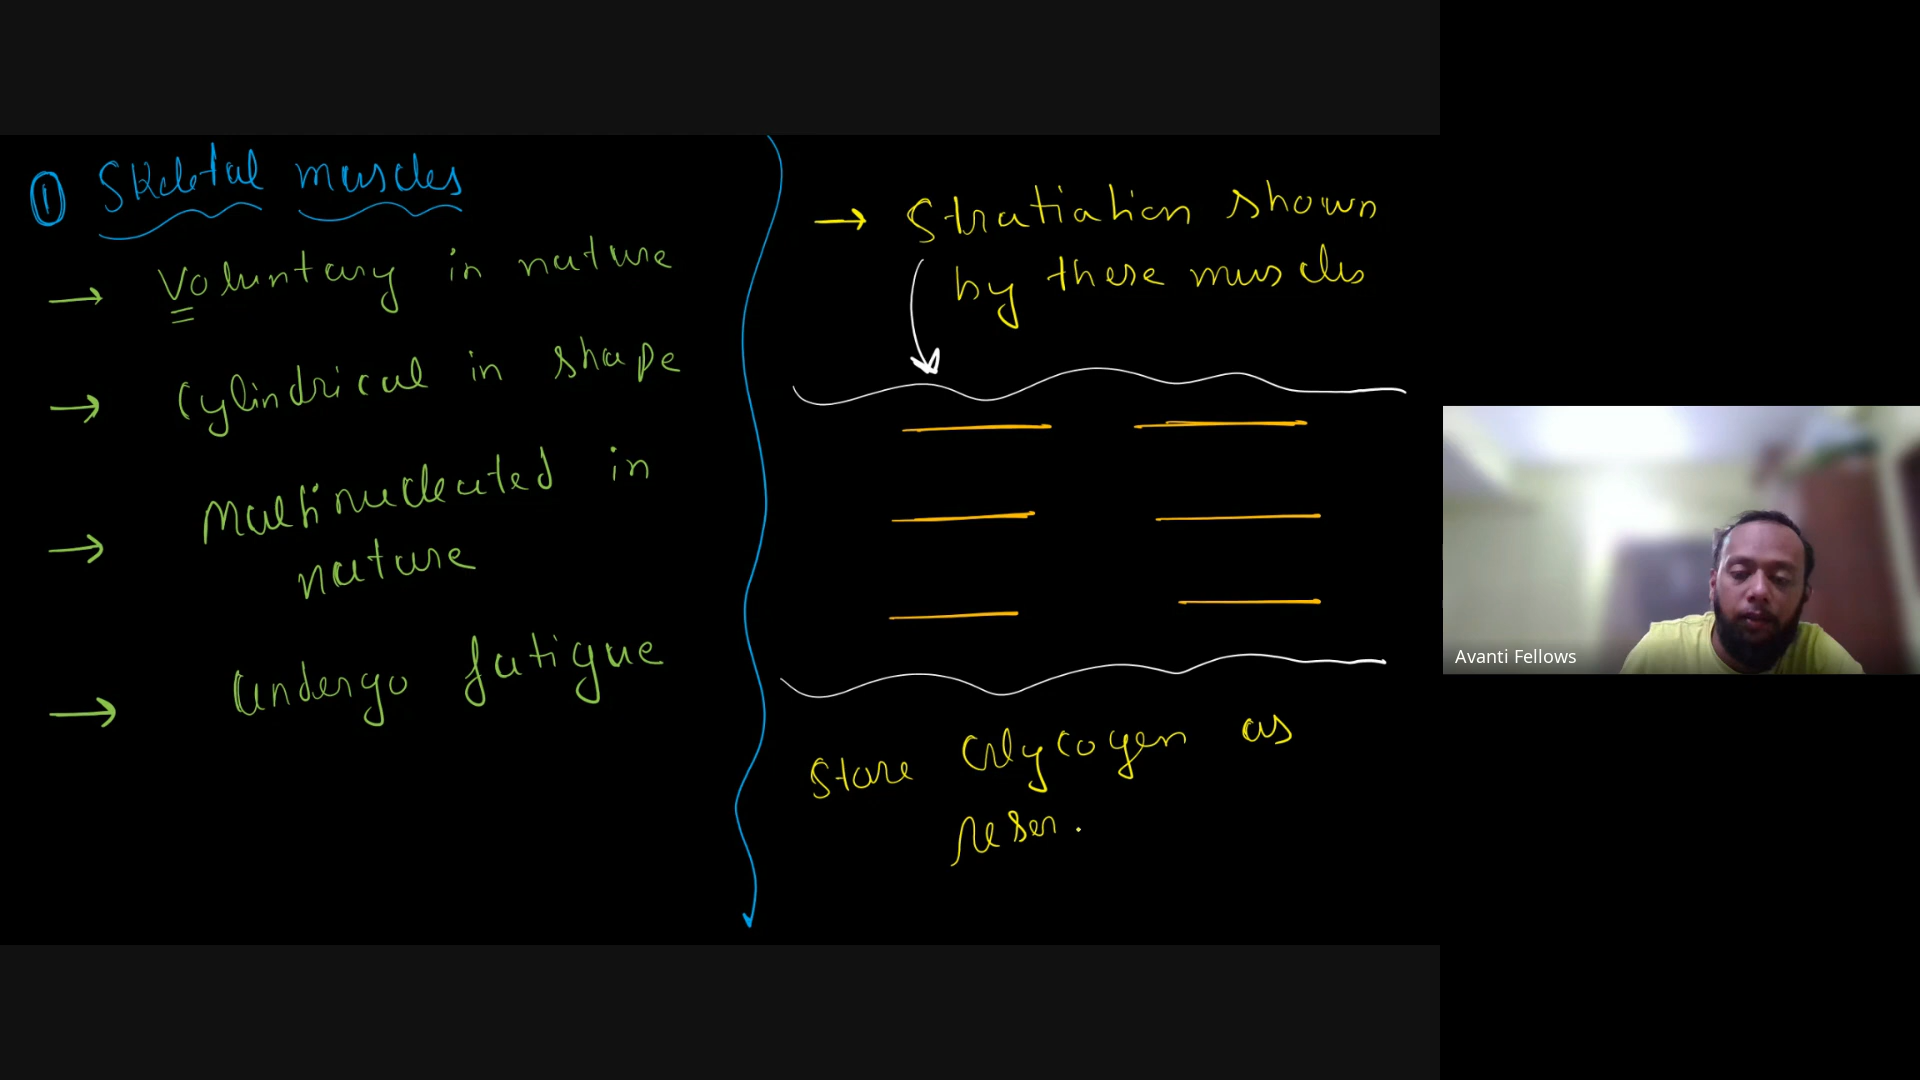 ① Skeletal muscles
→ Voluntary in nature
→ Cylindrical in shape
→ Multinucleated in
nature
→ Undergo fatigue
→ Stratiation shown
by these muscles
Store Glycogen as
reser.
Avanti Fellows